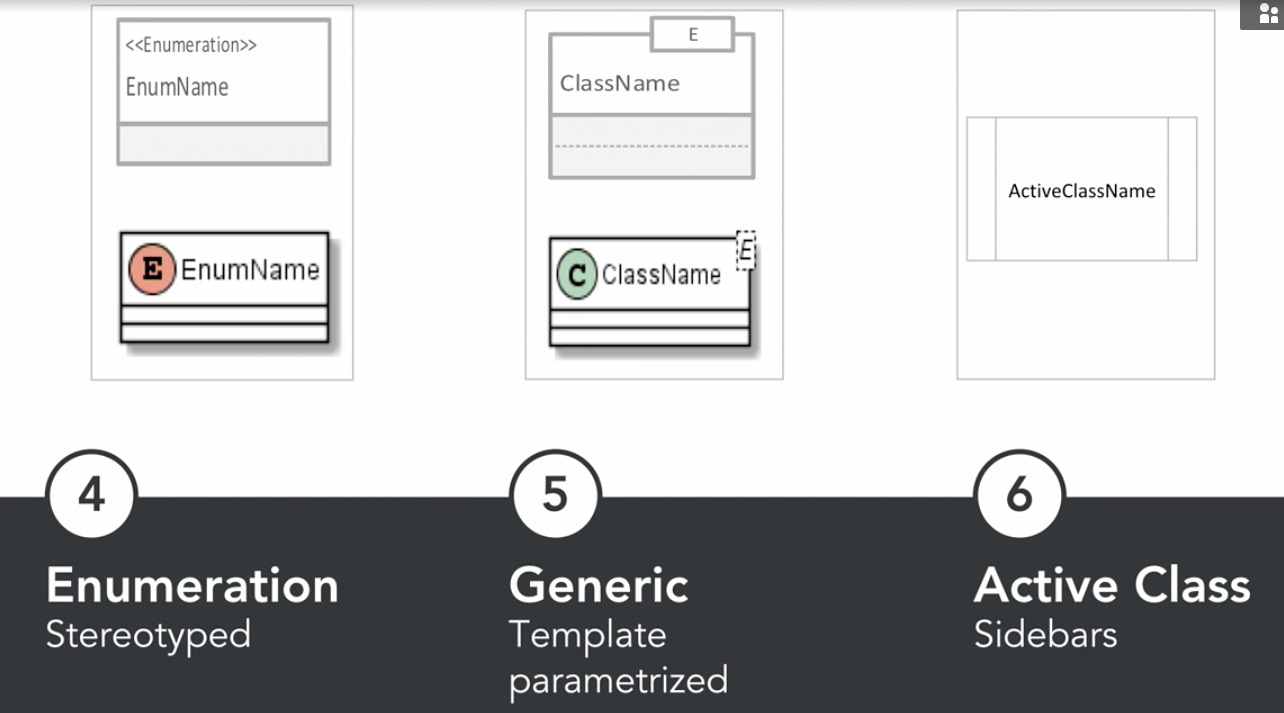 <<Enumeration>>
EnumName
E EnumName
E
ClassName
C ClassName E
ActiveClassName
4
Enumeration
Stereotyped
5
Generic
Template
parametrized
6
Active Class
Sidebars